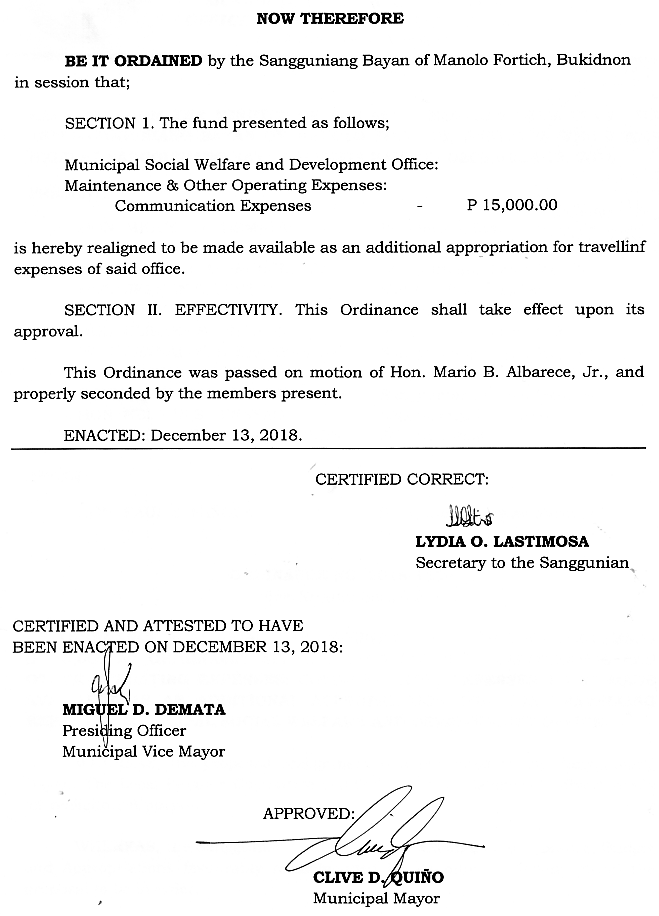 NOW THEREFORE
BE IT ORDAINED by the Sangguniang Bayan of Manolo Fortich, Bukidnon
in session that;
SECTION 1. The fund presented as follows;
Municipal Social Welfare and Development Office:
Maintenance & Other Operating Expenses:
Communication Expenses - P 15,000.00
is hereby realigned to be made available as an additional appropriation for travellinf
expenses of said office.
SECTION II. EFFECTIVITY. This Ordinance shall take effect upon its
approval.
This Ordinance was passed on motion of Hon. Mario B. Albarece, Jr., and
properly seconded by the members present.
ENACTED: December 13, 2018.
CERTIFIED CORRECT:
LYDIA O. LASTIMOSA
Secretary to the Sanggunian
CERTIFIED AND ATTESTED TO HAVE
BEEN ENACTED ON DECEMBER 13, 2018:
MIGUEL D. DEMATA
Presiding Officer
Municipal Vice Mayor
APPROVED:
CLIVE D. QUIÑO
Municipal Mayor